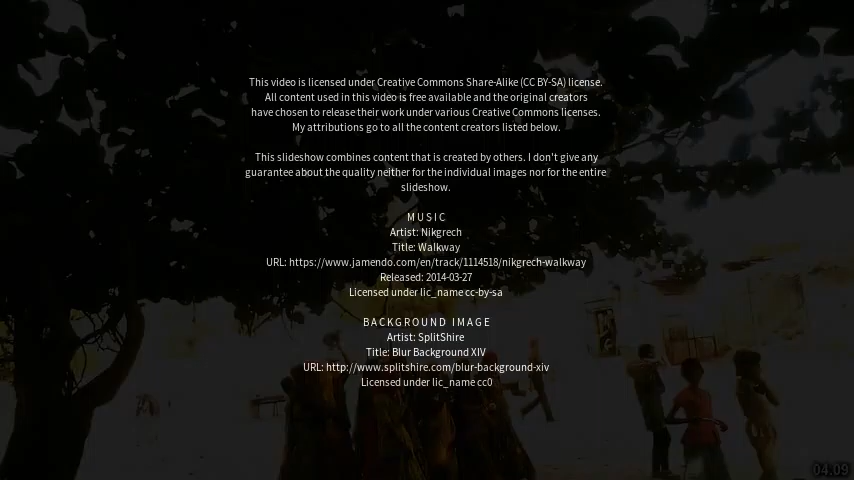 This video is licensed under Creative Commons Share-Alike (CC BY-SA) license.
All content used in this video is free available and the original creators
have chosen to release their work under various Creative Commons licenses.
My attributions go to all the content creators listed below.
This slideshow combines content that is created by others. I don't give any
guarantee about the quality neither for the individual images nor for the entire
slideshow.
MUSIC
Artist: Nikgrech
Title: Walkway
URL: https://www.jamendo.com/en/track/1114518/nikgrech-walkway
Released: 2014-03-27
Licensed under lic_name cc-by-sa
BACKGROUND IMAGE
Artist: SplitShire
Title: Blur Background XIV
URL: http://www.splitshire.com/blur-background-xiv
Licensed under lic_name cc0
04.09